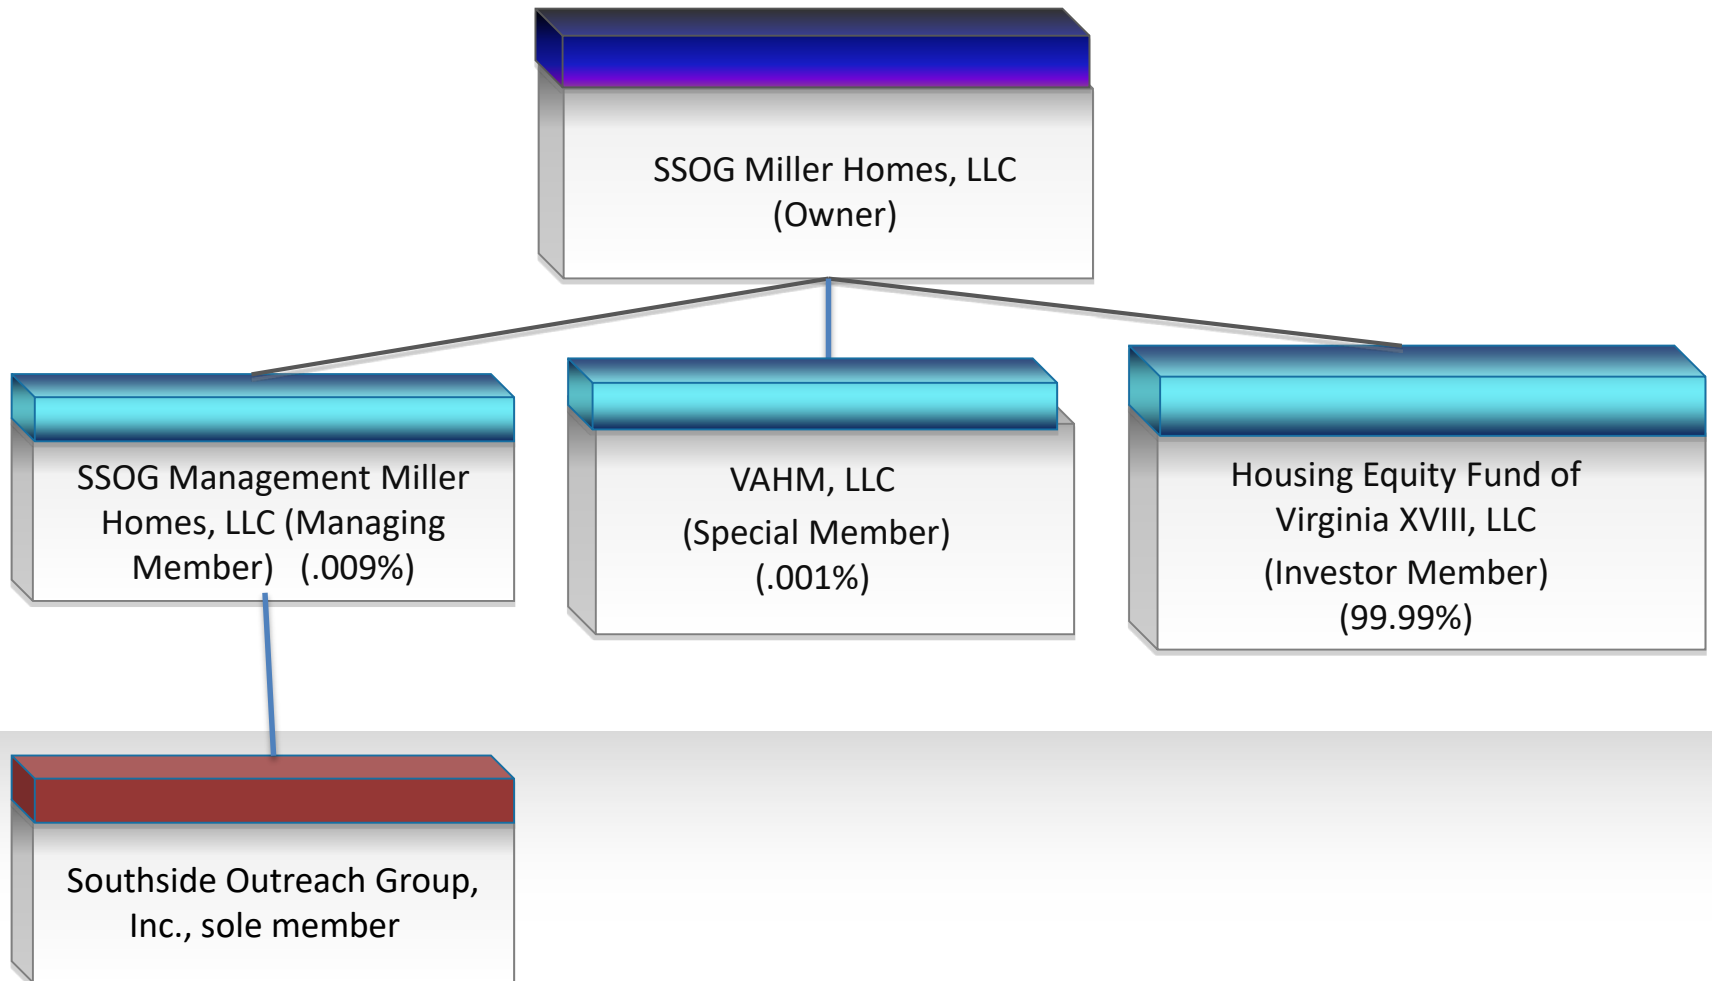 SSOG Miller Homes, LLC
(Owner)
SSOG Management Miller
Homes, LLC (Managing
Member) (.009%)
VAHM, LLC
(Special Member)
(.001%)
Housing Equity Fund of
Virginia XVIII, LLC
(Investor Member)
(99.99%)
Southside Outreach Group,
Inc., sole member